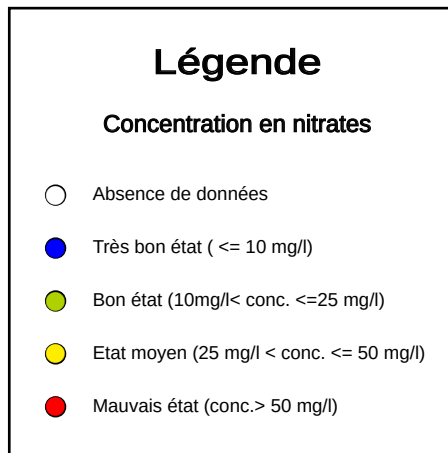 Légende
Concentration en nitrates
Absence de données
Très bon état ( <= 10 mg/l)
Bon état (10mg/l< conc. <=25 mg/l)
Etat moyen (25 mg/l < conc. <= 50 mg/l)
Mauvais état (conc.> 50 mg/l)